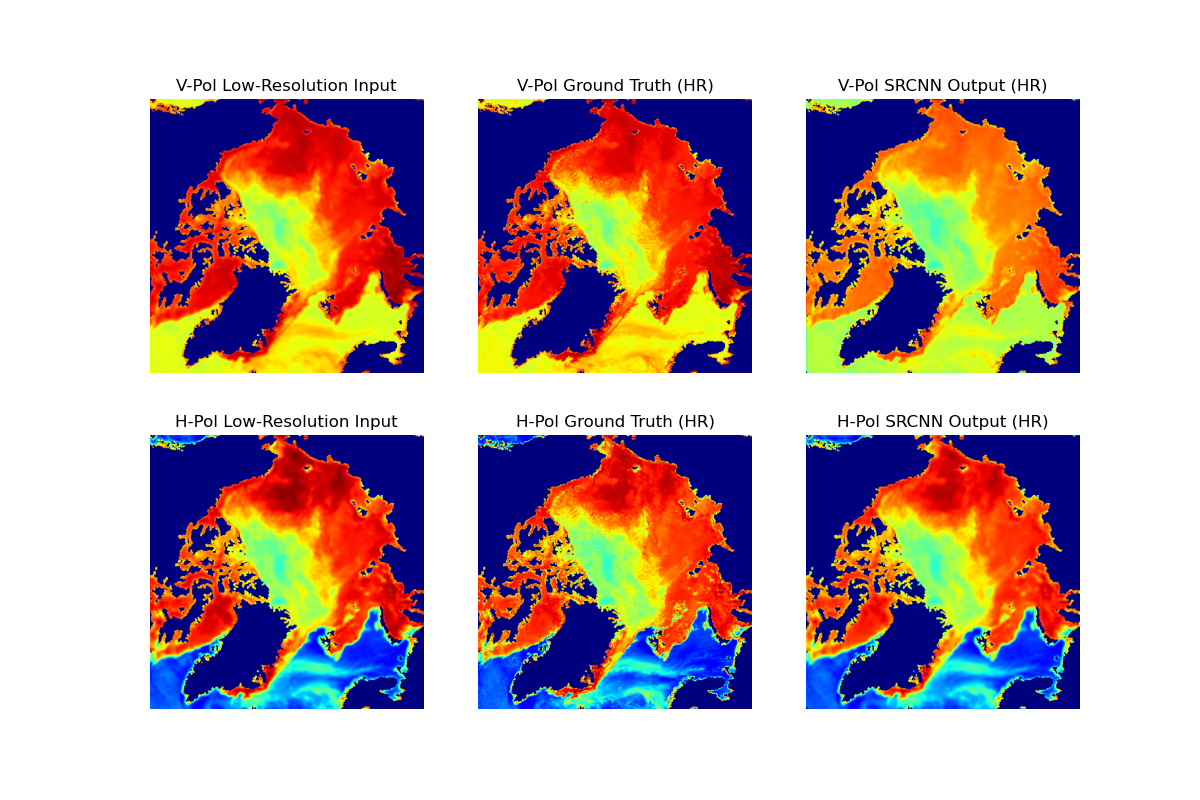 V-Pol Low-Resolution Input
V-Pol Ground Truth (HR)
V-Pol SRCNN Output (HR)
H-Pol Low-Resolution Input
H-Pol Ground Truth (HR)
H-Pol SRCNN Output (HR)